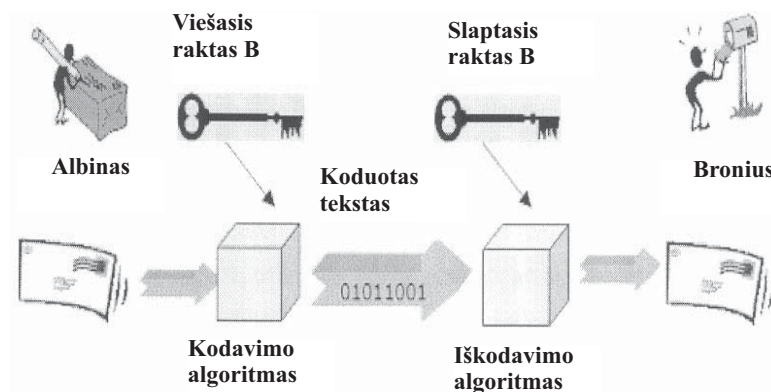 Viešasis
raktas B
Slaptasis
raktas B
Albinas
Bronius
Koduotas
tekstas
01011001
Kodavimo
algoritmas
Iškodavimo
algoritmas